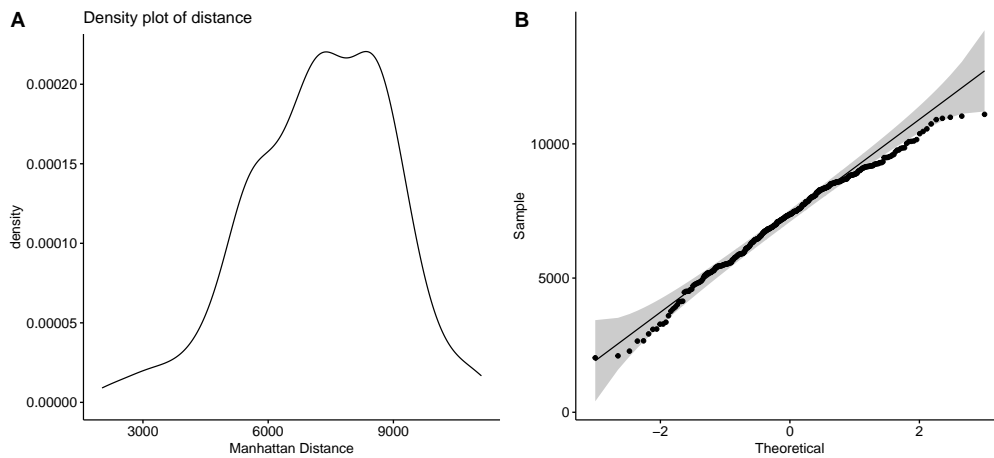 A
Density plot of distance
density
0.00020
0.00015
0.00010
0.00005
0.00000
3000 6000 9000
Manhattan Distance
B
Sample
10000
5000
0
−2 0 2
Theoretical